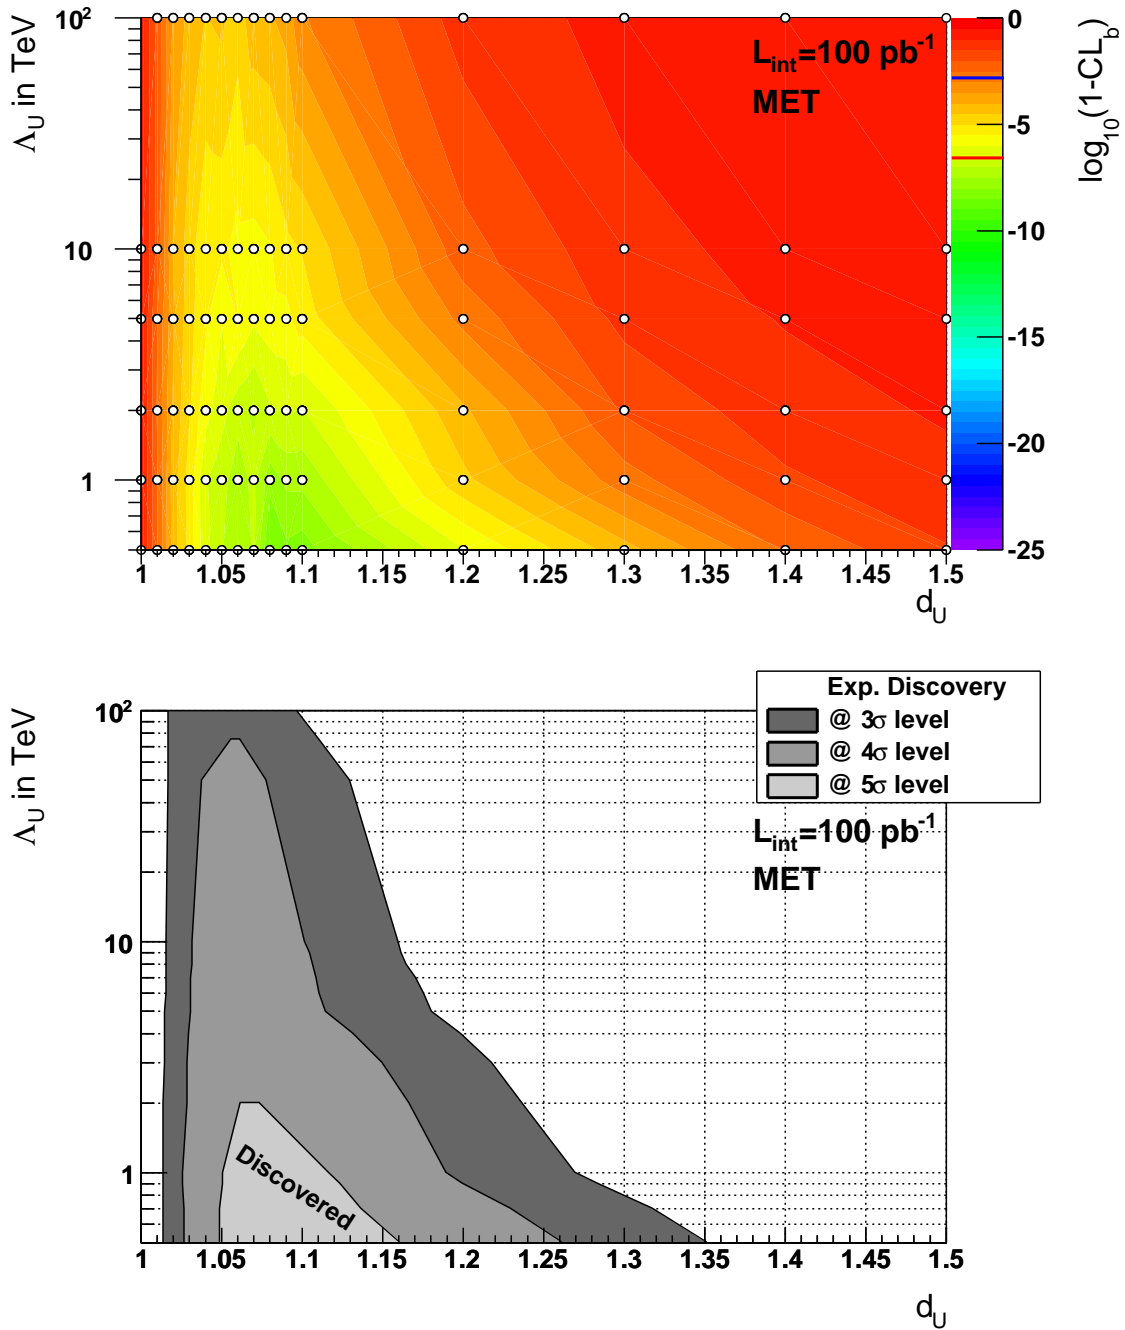 Λ_U in TeV
10²
10
1
L_int=100 pb⁻¹
MET
1 1.05 1.1 1.15 1.2 1.25 1.3 1.35 1.4 1.45 1.5
d_U
0
-5
-10
-15
-20
-25
log₁₀(1-CL_b)
Λ_U in TeV
10²
10
1
Exp. Discovery
@ 3σ level
@ 4σ level
@ 5σ level
L_int=100 pb⁻¹
MET
Discovered
1 1.05 1.1 1.15 1.2 1.25 1.3 1.35 1.4 1.45 1.5
d_U